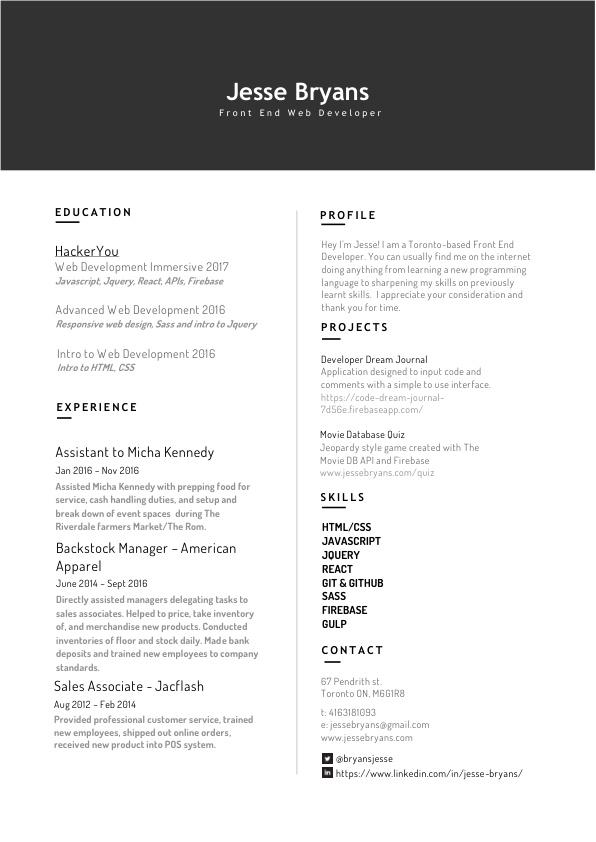 Jesse Bryans
Front End Web Developer
EDUCATION
HackerYou
Web Development Immersive 2017
Javascript, Jquery, React, APIs, Firebase
Advanced Web Development 2016
Responsive web design, Sass and intro to Jquery
Intro to Web Development 2016
Intro to HTML, CSS
EXPERIENCE
Assistant to Micha Kennedy
Jan 2016 – Nov 2016
Assisted Micha Kennedy with prepping food for
service, cash handling duties, and setup and
break down of event spaces during The
Riverdale farmers Market/The Rom.
Backstock Manager – American
Apparel
June 2014 – Sept 2016
Directly assisted managers delegating tasks to
sales associates. Helped to price, take inventory
of, and merchandise new products. Conducted
inventories of floor and stock daily. Made bank
deposits and trained new employees to company
standards.
Sales Associate - Jacflash
Aug 2012 – Feb 2014
Provided professional customer service, trained
new employees, shipped out online orders,
received new product into POS system.
PROFILE
Hey I'm Jesse! I am a Toronto-based Front End
Developer. You can usually find me on the internet
doing anything from learning a new programming
language to sharpening my skills on previously
learnt skills. I appreciate your consideration and
thank you for time.
PROJECTS
Developer Dream Journal
Application designed to input code and
comments with a simple to use interface.
https://code-dream-journal-
7d56e.firebaseapp.com/
Movie Database Quiz
Jeopardy style game created with The
Movie DB API and Firebase
www.jessebryans.com/quiz
SKILLS
HTML/CSS
JAVASCRIPT
JQUERY
REACT
GIT & GITHUB
SASS
FIREBASE
GULP
CONTACT
67 Pendrith st.
Toronto ON, M6G1R8
t: 4163181093
e: jessebryans@gmail.com
www.jessebryans.com
@bryansjesse
https://www.linkedin.com/in/jesse-bryans/